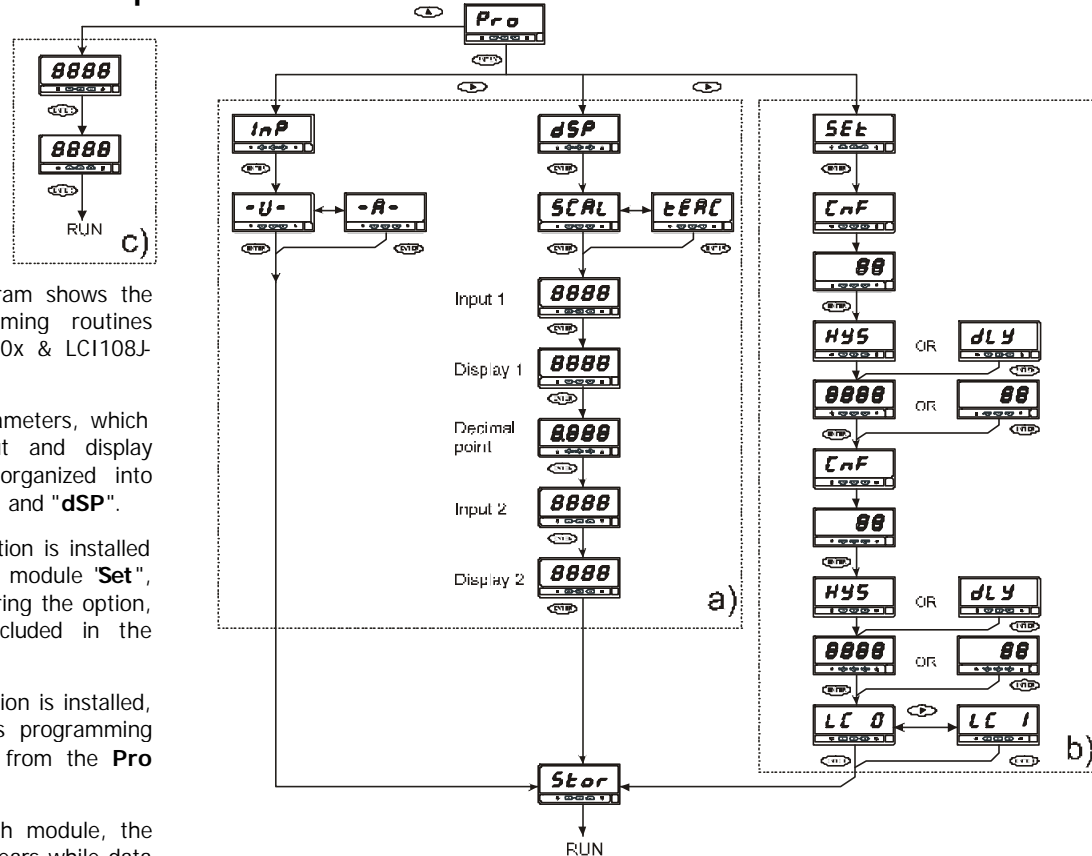 Pro
8888
8888
RUN
c)
InP
-U-
-A-
dSP
SCAL
tEAC
Input 1
8888
Display 1
8888
Decimal
point
8.888
Input 2
8888
Display 2
8888
a)
SEt
CnF
88
HYS
OR
dLY
8888
OR
88
CnF
88
HYS
OR
dLY
8888
OR
88
LC 0
LC 1
b)
Stor
RUN
ram shows the
ming routines
0x & LCI108J-
ameters, which
t and display
organized into
and "dSP".
tion is installed
module "Set",
ring the option,
cluded in the
tion is installed,
s programming
from the Pro
h module, the
ears while data